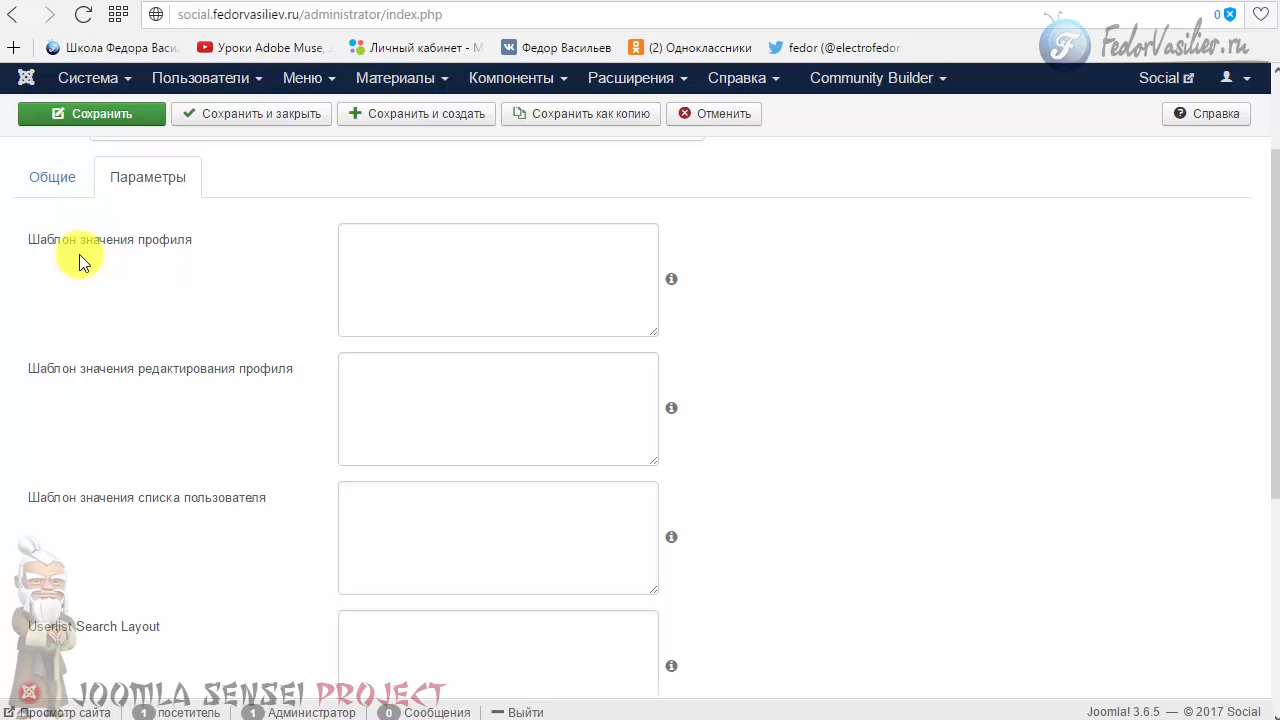 social.fedorvasiliev.ru/administrator/index.php
0
Школа Федора Васи.
Уроки Adobe Muse,
Личный кабинет - М
Федор Васильев
(2) Одноклассники
fedor (@electrofedor
FedorVasiliev.ru
Система
Пользователи
Меню
Материалы
Компоненты
Расширения
Справка
Community Builder
Social
Сохранить
Сохранить и закрыть
Сохранить и создать
Сохранить как копию
Отменить
Справка
Общие
Параметры
Шаблон значения профиля
Шаблон значения редактирования профиля
Шаблон значения списка пользователя
Userlist Search Layout
JOOMLA SENSEI PROJECT
Просмотр сайта
1 посетитель
1 Администратор
0 Сообщения
Выйти
Joomla! 3.6.5 — © 2017 Social